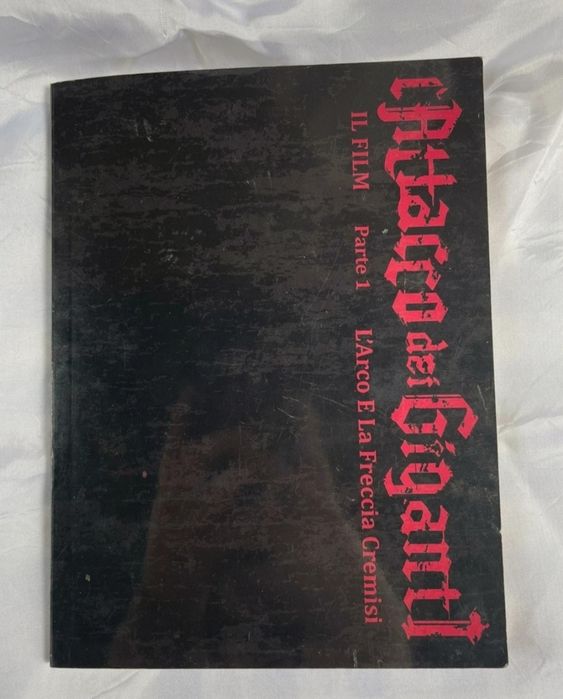 L'Attacco dei Giganti
IL FILM Parte 1 L'Arco E La Freccia Cremisi